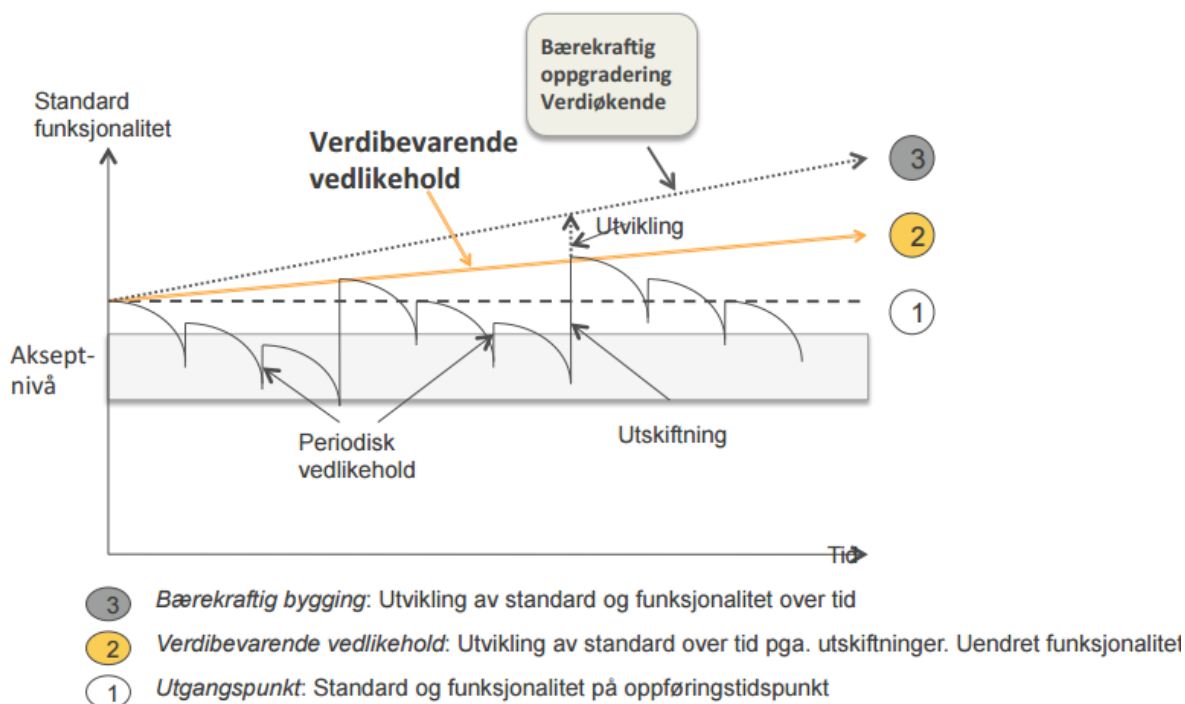 Bærekraftig
oppgradering
Verdiøkende
Standard
funksjonalitet
Verdibevarende
vedlikehold
3
Utvikling
2
1
Aksept-
nivå
Periodisk
vedlikehold
Utskiftning
Tid
3 Bærekraftig bygging: Utvikling av standard og funksjonalitet over tid
2 Verdibevarende vedlikehold: Utvikling av standard over tid pga. utskiftninger. Uendret funksjonalitet
1 Utgangspunkt: Standard og funksjonalitet på oppføringstidspunkt